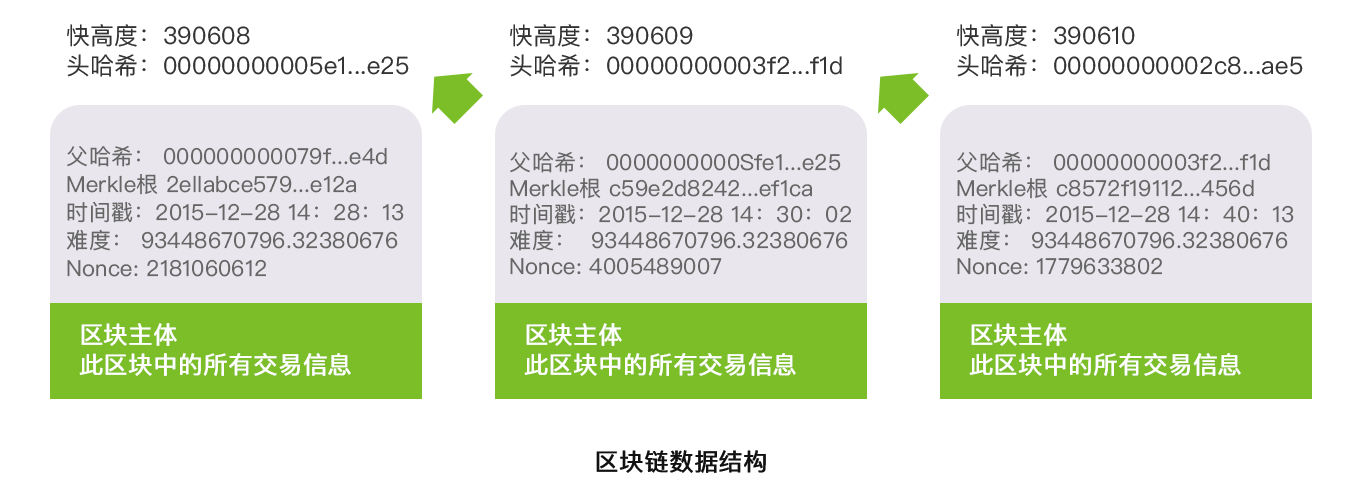 快高度：390608
头哈希：00000000005e1...e25
父哈希： 000000000079f...e4d
Merkle根 2ellabce579...e12a
时间戳：2015-12-28 14：28：13
难度： 93448670796.32380676
Nonce: 2181060612
区块主体
此区块中的所有交易信息
快高度：390609
头哈希：00000000003f2...f1d
父哈希： 0000000000Sfe1...e25
Merkle根 c59e2d8242...ef1ca
时间戳：2015-12-28 14：30：02
难度： 93448670796.32380676
Nonce: 4005489007
区块主体
此区块中的所有交易信息
快高度：390610
头哈希：00000000002c8...ae5
父哈希： 00000000003f2...f1d
Merkle根 c8572f19112...456d
时间戳：2015-12-28 14：40：13
难度： 93448670796.32380676
Nonce: 1779633802
区块主体
此区块中的所有交易信息
区块链数据结构